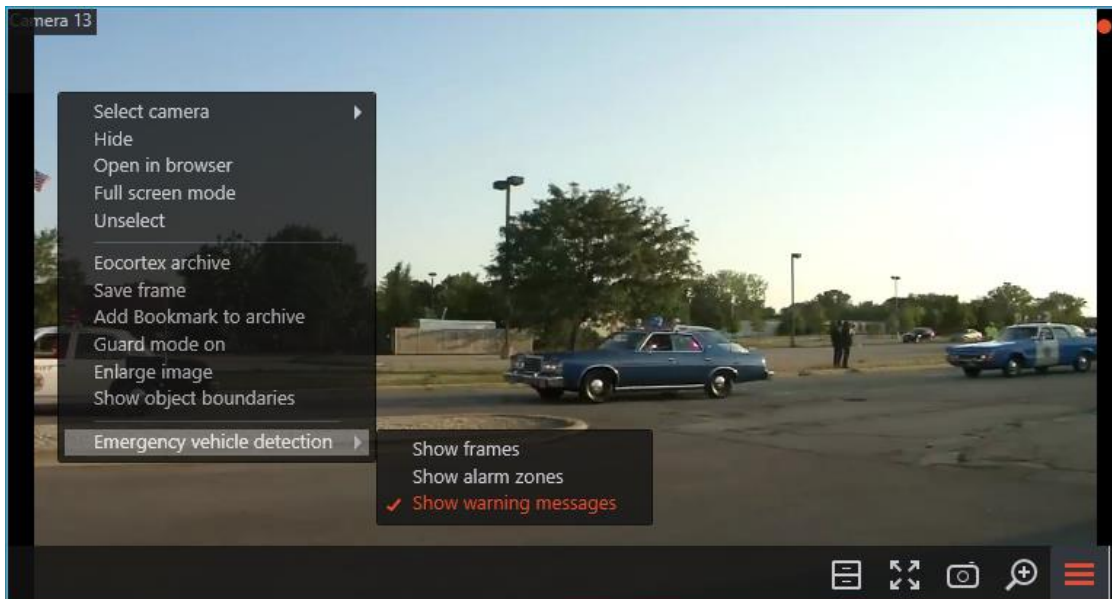 Camera 13
Select camera
Hide
Open in browser
Full screen mode
Unselect
Eocortex archive
Save frame
Add Bookmark to archive
Guard mode on
Enlarge image
Show object boundaries
Emergency vehicle detection
Show frames
Show alarm zones
Show warning messages